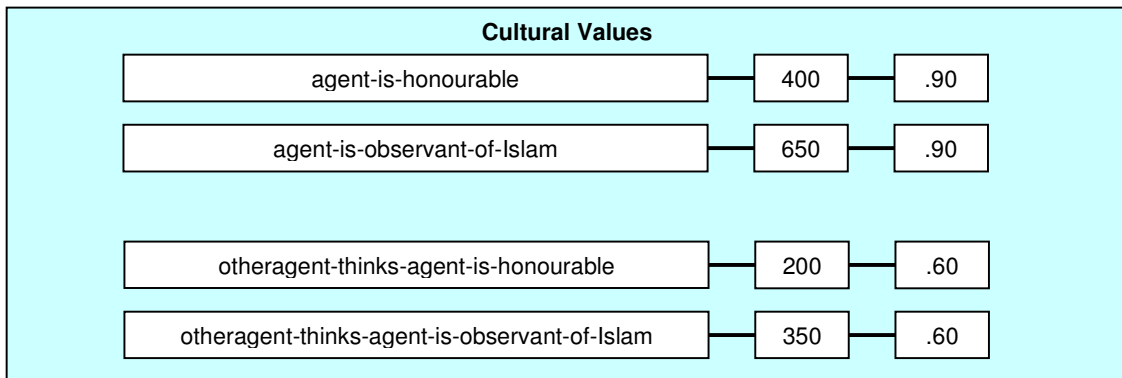 Cultural Values
agent-is-honourable 400 .90
agent-is-observant-of-Islam 650 .90
otheragent-thinks-agent-is-honourable 200 .60
otheragent-thinks-agent-is-observant-of-Islam 350 .60